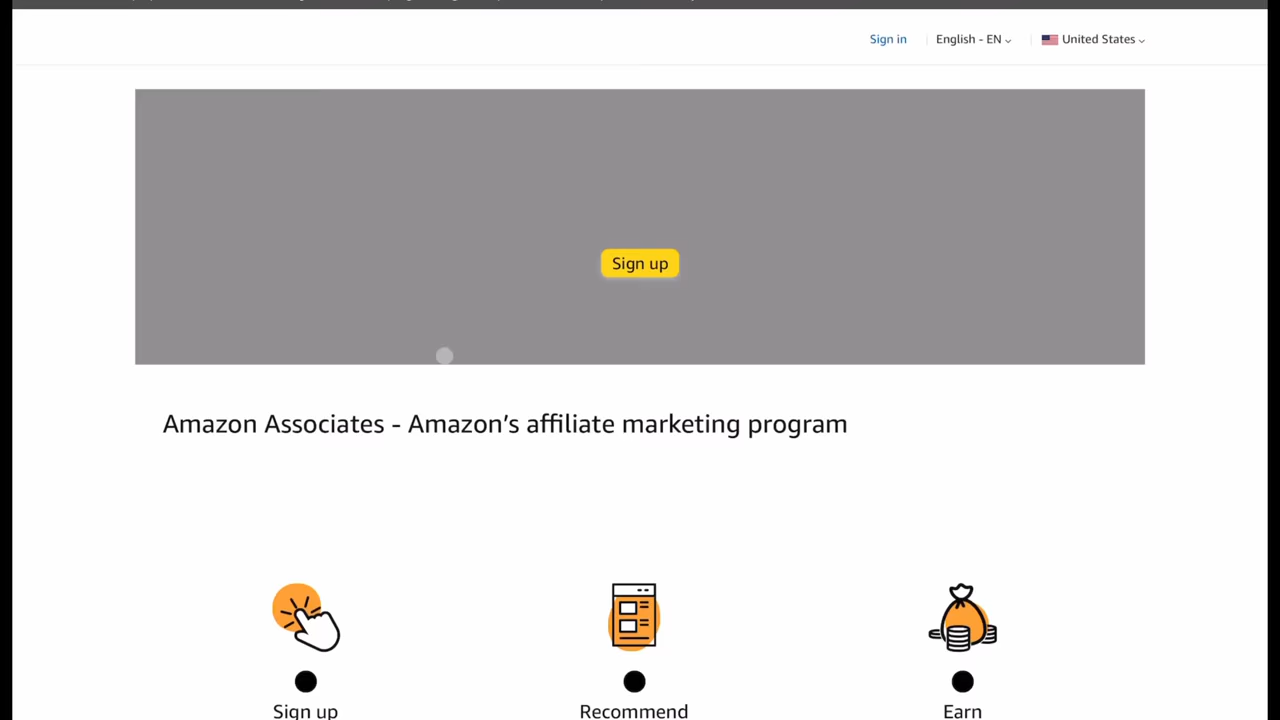 Sign in
English - EN
United States
Sign up
Amazon Associates - Amazon’s affiliate marketing program
Sign up
Recommend
Earn